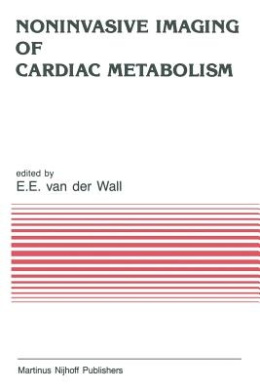 NONINVASIVE IMAGING
OF
CARDIAC METABOLISM
edited by
E.E. van der Wall
Martinus Nijhoff Publishers